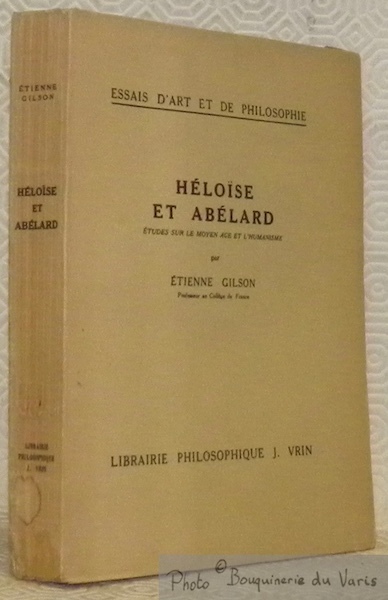 ÉTIENNE
GILSON
HÉLOÏSE
ET
ABÉLARD
LIBRAIRIE
PHILOSOPHIQUE
J. VRIN
ESSAIS D'ART ET DE PHILOSOPHIE
HÉLOÏSE
ET ABÉLARD
ÉTUDES SUR LE MOYEN AGE ET L'HUMANISME
par
ÉTIENNE GILSON
Professeur au Collège de France
LIBRAIRIE PHILOSOPHIQUE J. VRIN
Photo © Bouquinerie du Varis